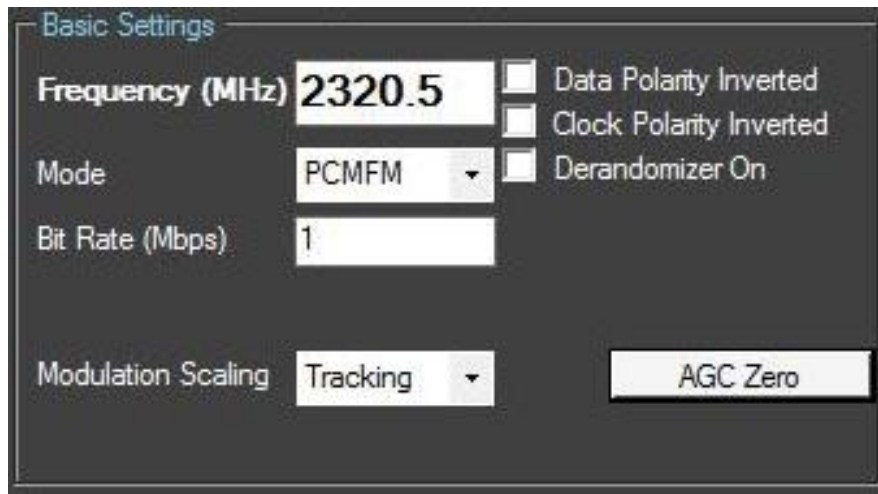 Basic Settings
Frequency (MHz) 2320.5
Data Polarity Inverted
Clock Polarity Inverted
Mode PCMFM
Derandomizer On
Bit Rate (Mbps) 1
Modulation Scaling Tracking
AGC Zero